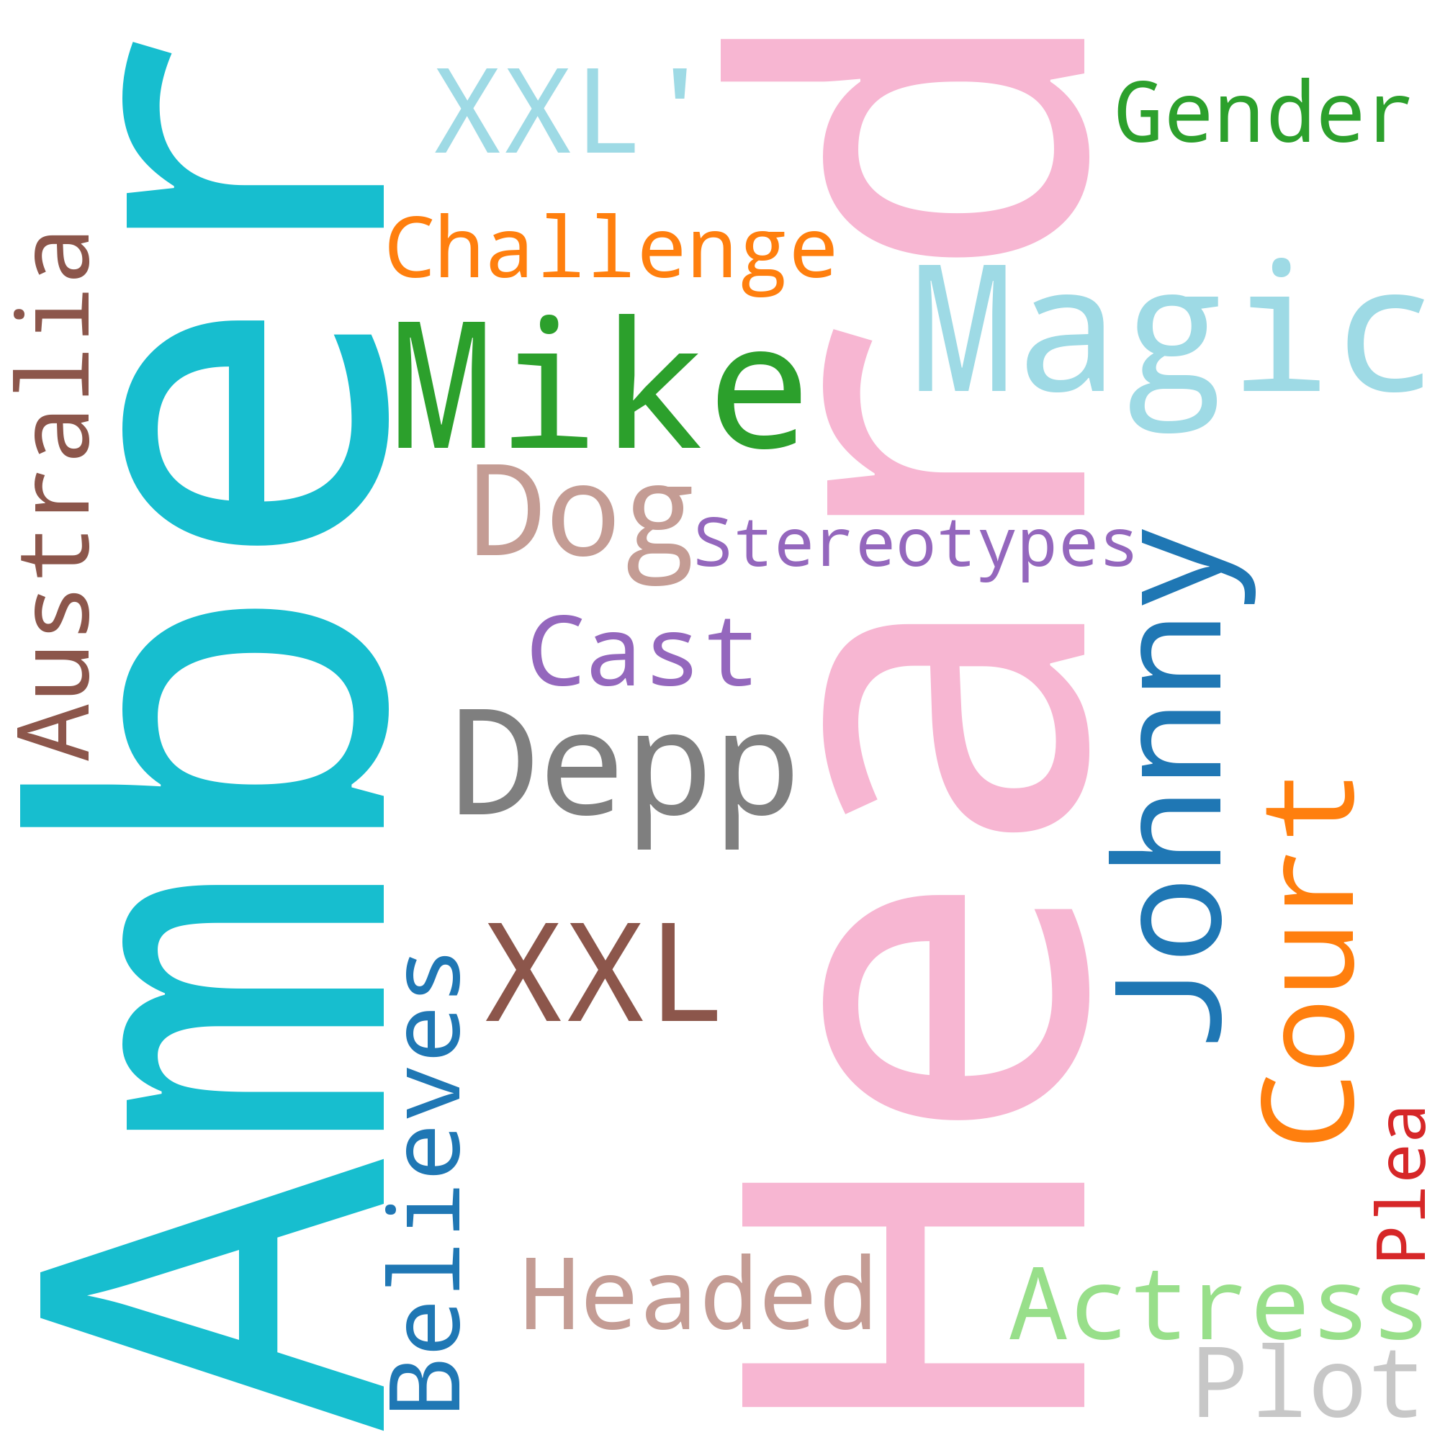 Amber
Heard
XXL'
Gender
Challenge
Magic
Mike
Australia
Dog
Stereotypes
Cast
Depp
Johnny
Court
XXL
Believes
Plea
Headed
Actress
Plot